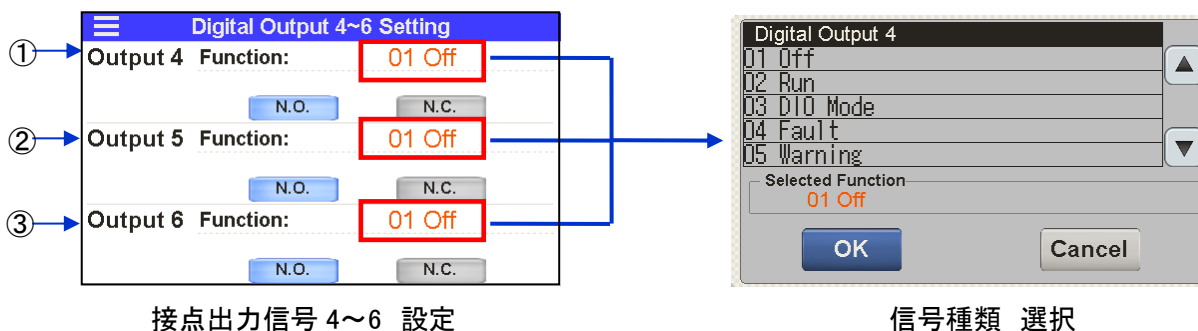 Digital Output 4~6 Setting
① Output 4 Function: 01 Off
N.O. N.C.
② Output 5 Function: 01 Off
N.O. N.C.
③ Output 6 Function: 01 Off
N.O. N.C.
接点出力信号 4～6 設定
Digital Output 4
01 Off
02 Run
03 DIO Mode
04 Fault
05 Warning
Selected Function
01 Off
OK Cancel
信号種類 選択